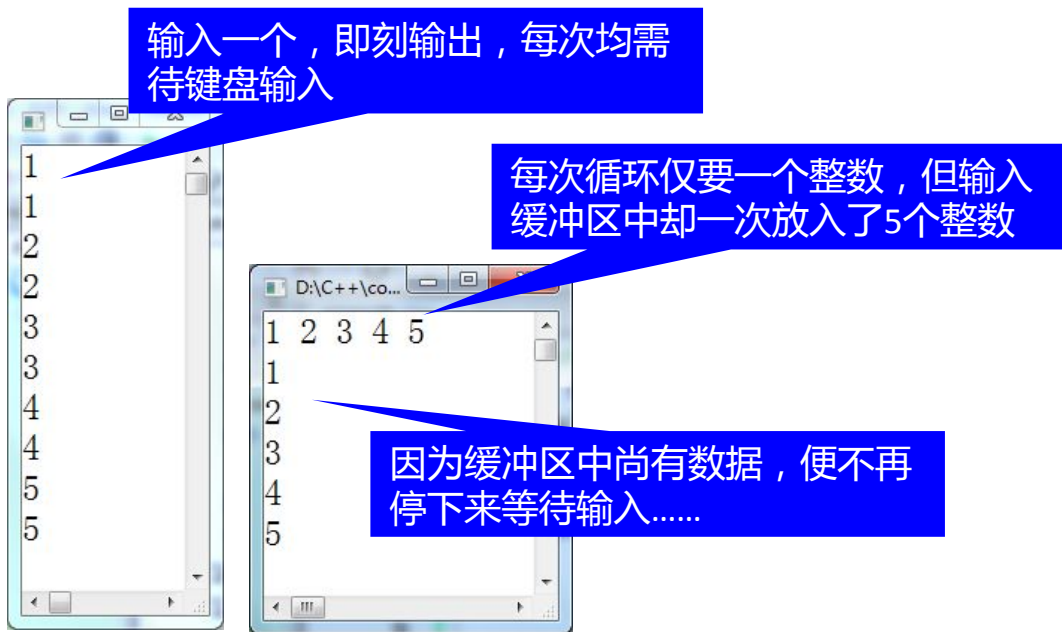 输入一个，即刻输出，每次均需
待键盘输入
1
1
2
2
3
3
4
4
5
5
每次循环仅要一个整数，但输入
缓冲区中却一次放入了5个整数
D:\C++\co...
1 2 3 4 5
1
2
3
4
5
因为缓冲区中尚有数据，便不再
停下来等待输入......